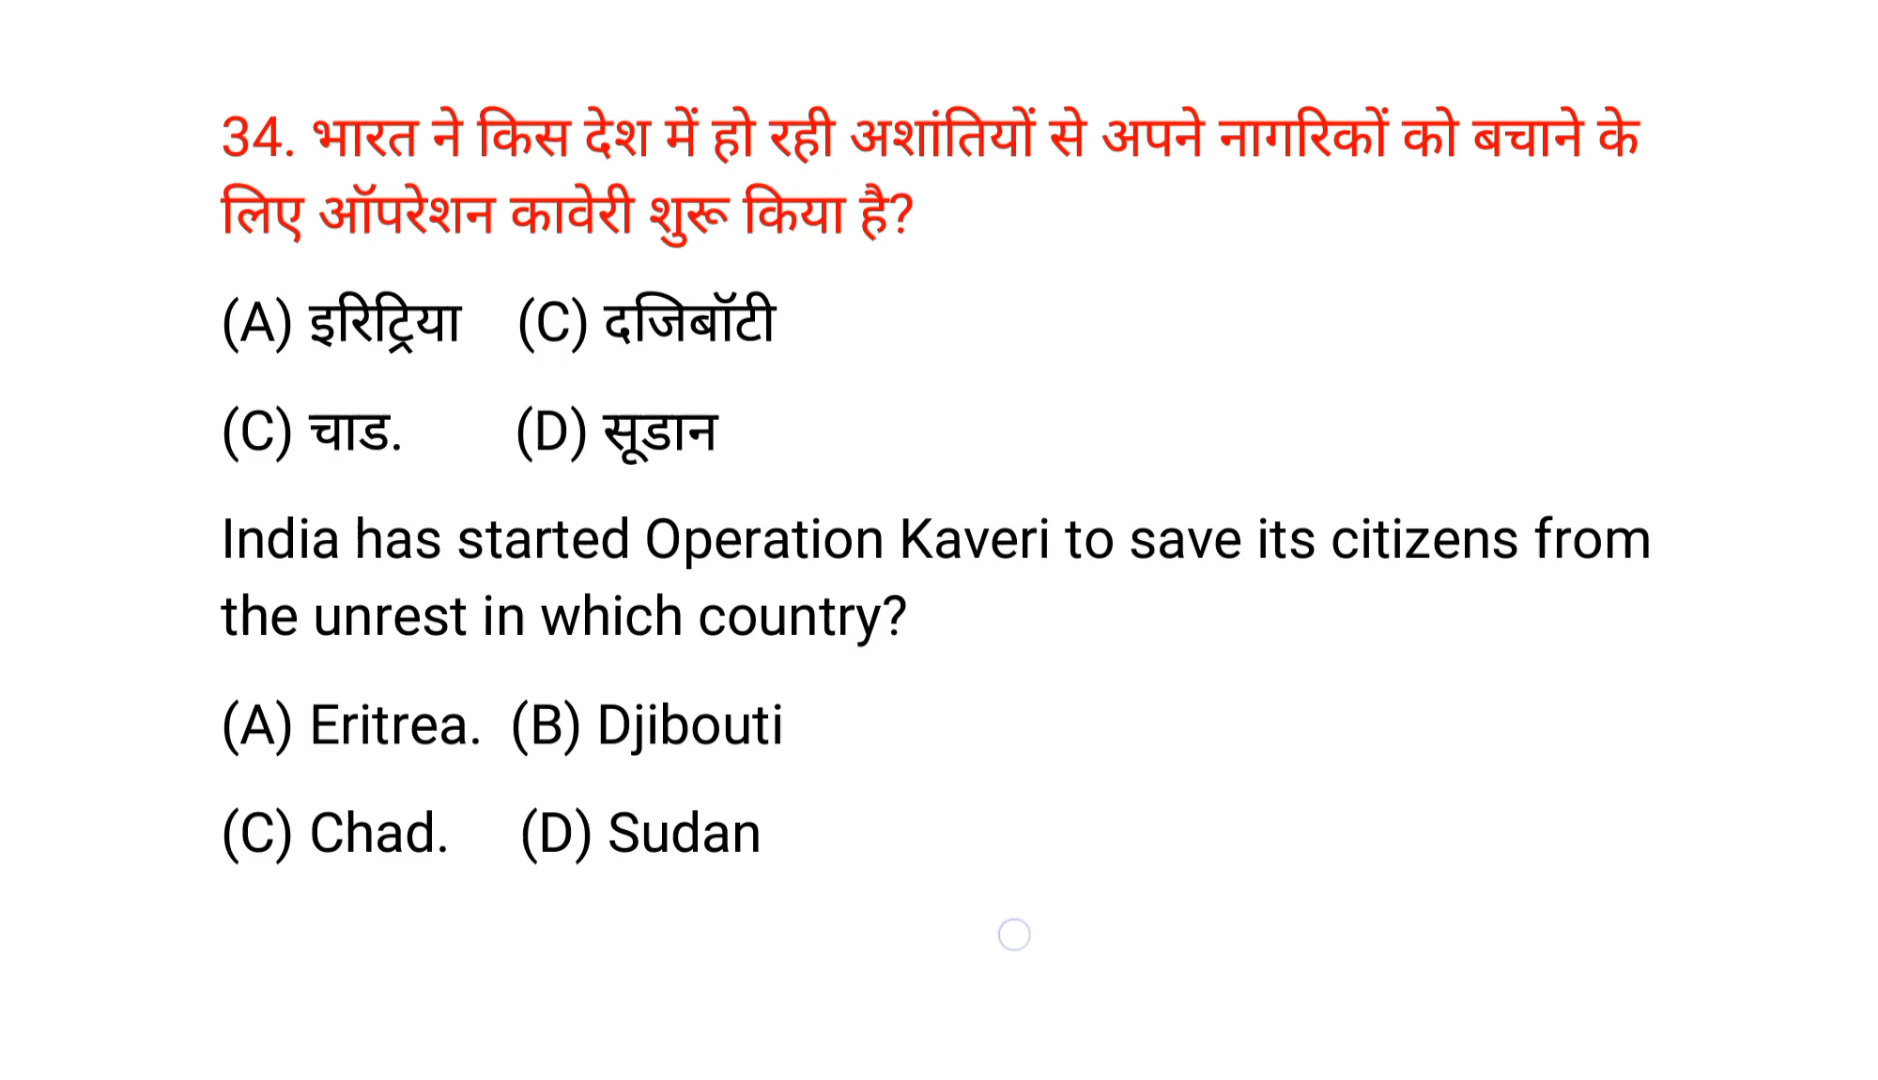 34. भारत ने किस देश में हो रही अशांतियों से अपने नागरिकों को बचाने के
लिए ऑपरेशन कावेरी शुरू किया है?
(A) इरिट्रिया (C) दजिबॉटी
(C) चाड. (D) सूडान
India has started Operation Kaveri to save its citizens from
the unrest in which country?
(A) Eritrea. (B) Djibouti
(C) Chad. (D) Sudan